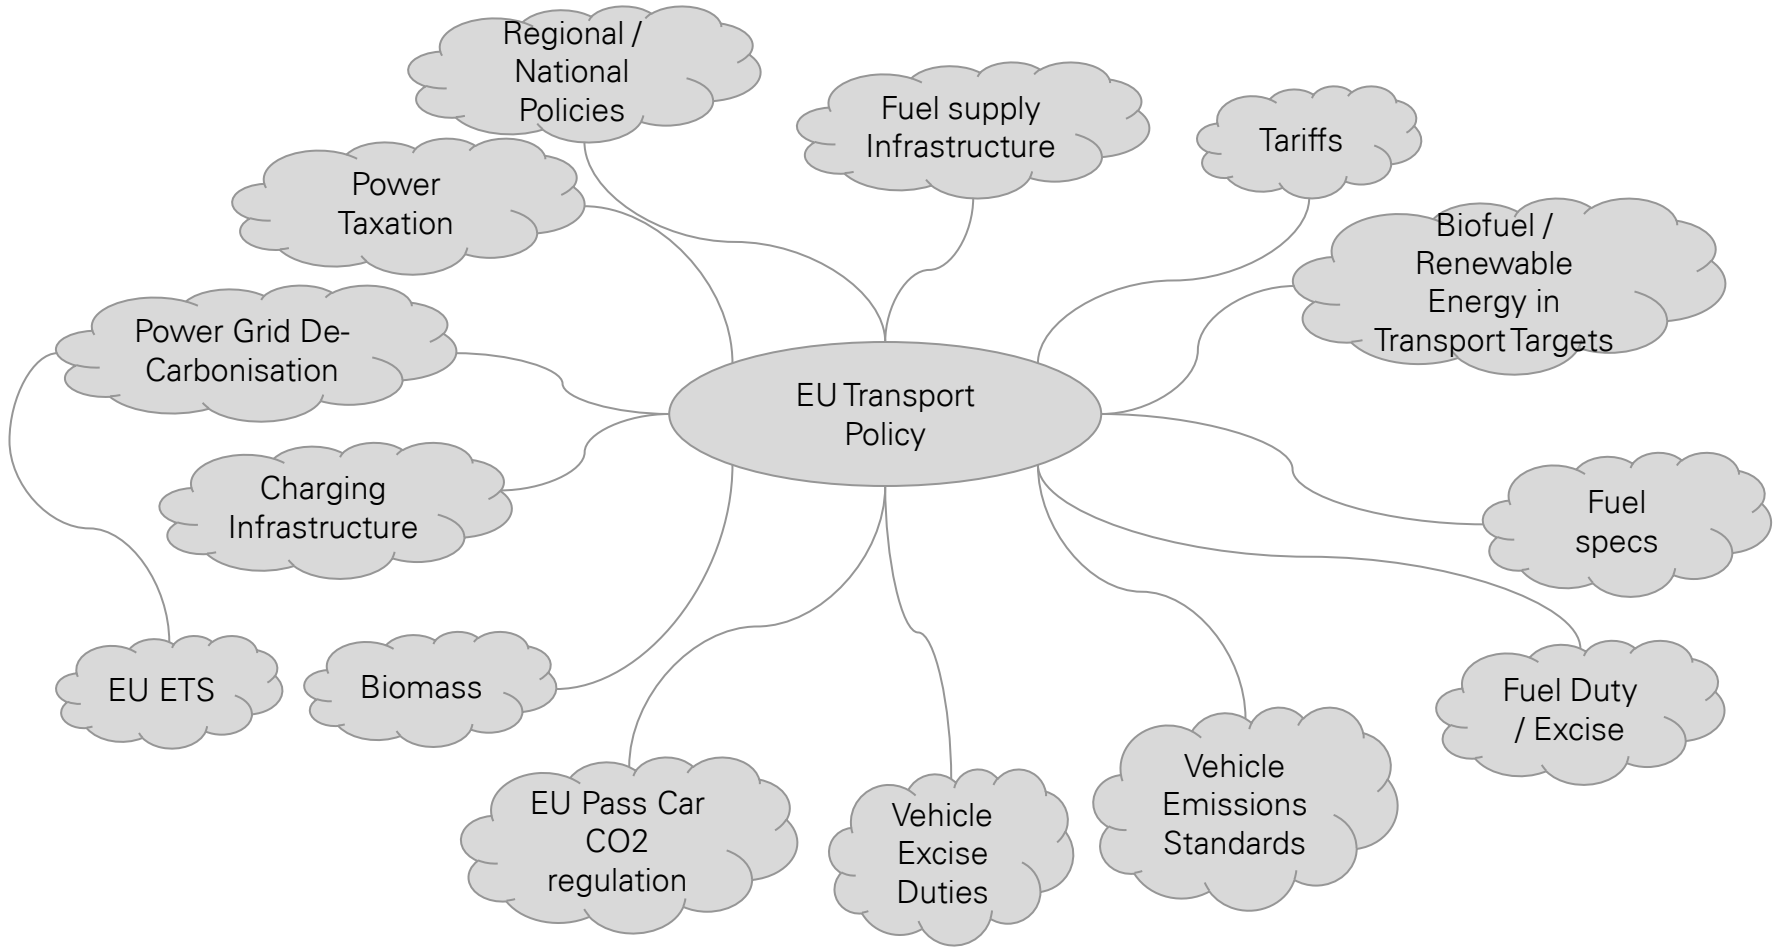 Regional /
National
Policies
Fuel supply
Infrastructure
Tariffs
Power
Taxation
Biofuel /
Renewable
Energy in
Transport Targets
Power Grid De-
Carbonisation
EU Transport
Policy
Charging
Infrastructure
Fuel
specs
EU ETS
Biomass
Fuel Duty
/ Excise
EU Pass Car
CO2
regulation
Vehicle
Excise
Duties
Vehicle
Emissions
Standards